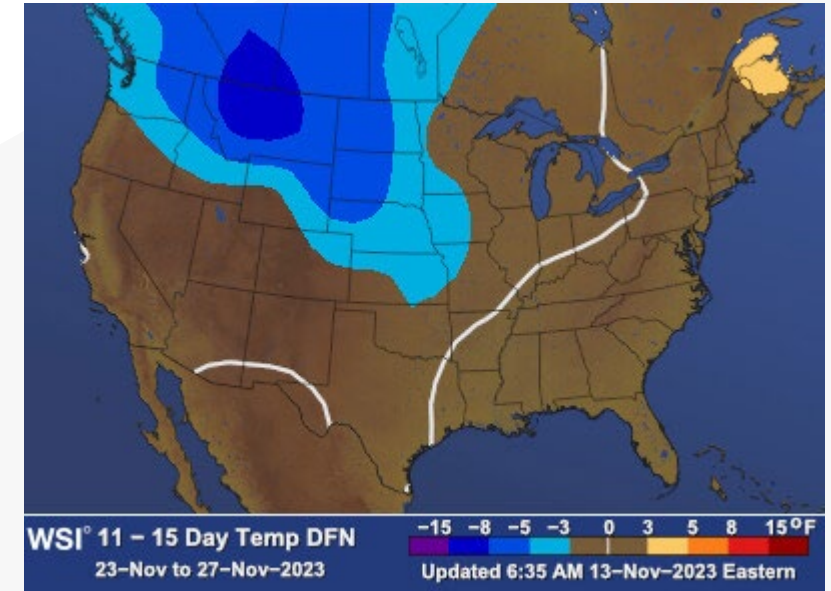 WSI° 11 - 15 Day Temp DFN
23-Nov to 27-Nov-2023
-15 -8 -5 -3 0 3 5 8 15°F
Updated 6:35 AM 13-Nov-2023 Eastern